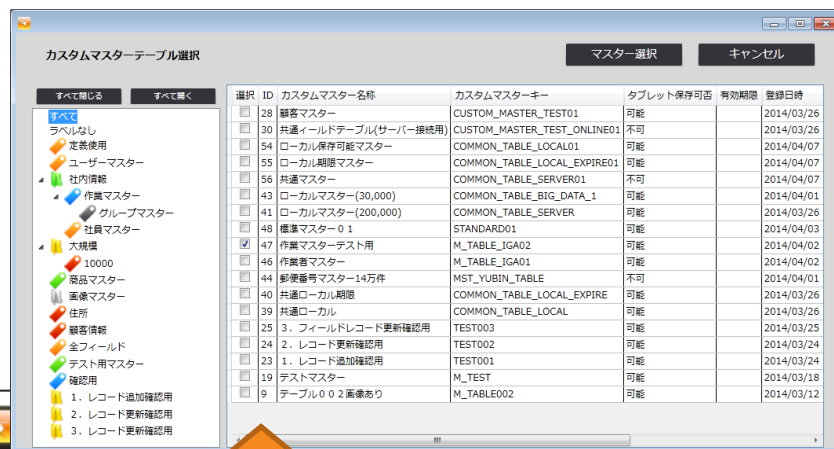 カスタムマスターテーブル選択
マスター選択
キャンセル
すべて閉じる
すべて開く
すべて
ラベルなし
定義使用
ユーザーマスター
社内情報
作業マスター
グループマスター
社員マスター
大規模
10000
商品マスター
画像マスター
住所
顧客情報
全フィールド
テスト用マスター
確認用
1．レコード追加確認用
2．レコード更新確認用
3．レコード更新確認用
選択 ID カスタムマスター名称 カスタムマスターキー タブレット保存可否 有効期限 登録日時
28 顧客マスター CUSTOM_MASTER_TEST01 可能 2014/03/26
30 共通ィールドテーブル(サーバー接続用) CUSTOM_MASTER_TEST_ONLINE01 不可 2014/03/26
54 ローカル保存可能マスター COMMON_TABLE_LOCAL01 可能 2014/04/07
55 ローカル期限マスター COMMON_TABLE_LOCAL_EXPIRE01 可能 2014/04/07
56 共通マスター COMMON_TABLE_SERVER01 不可 2014/04/07
43 ローカルマスター(30,000) COMMON_TABLE_BIG_DATA_1 可能 2014/04/01
41 ローカルマスター(200,000) COMMON_TABLE_SERVER 可能 2014/03/26
48 標準マスター０１ STANDARD01 可能 2014/04/03
47 作業マスターテスト用 M_TABLE_IGA02 可能 2014/04/02
46 作業者マスター M_TABLE_IGA01 可能 2014/04/02
44 郵便番号マスター14万件 MST_YUBIN_TABLE 不可 2014/04/01
40 共通ローカル期限 COMMON_TABLE_LOCAL_EXPIRE 可能 2014/03/26
39 共通ローカル COMMON_TABLE_LOCAL 可能 2014/03/26
25 3．フィールドレコード更新確認用 TEST003 可能 2014/03/25
24 2．レコード更新確認用 TEST002 可能 2014/03/24
23 1．レコード追加確認用 TEST001 可能 2014/03/24
19 テストマスター M_TEST 可能 2014/03/18
9 テーブル００２画像あり M_TABLE002 可能 2014/03/12